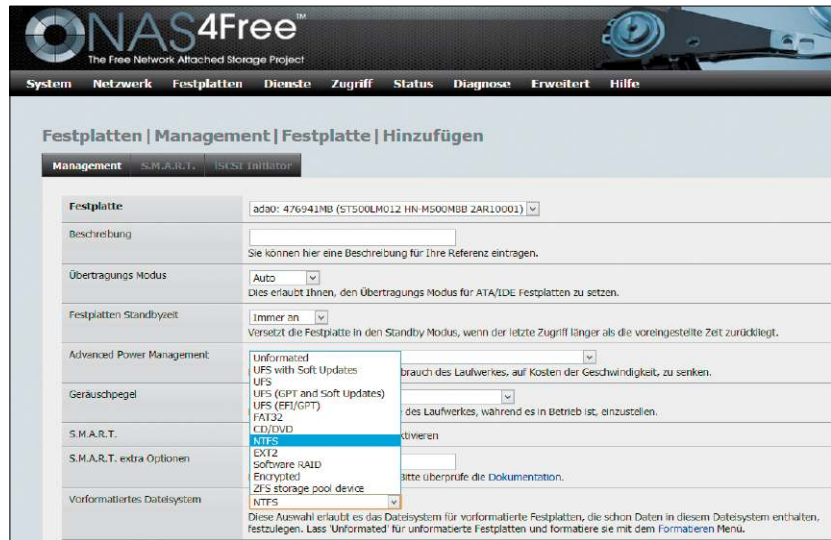 NAS4Free™
The Free Network Attached Storage Project
System Netzwerk Festplatten Dienste Zugriff Status Diagnose Erweitert Hilfe
Festplatten | Management | Festplatte | Hinzufügen
Management S.M.A.R.T. iSCSI Initiator
Festplatte
ada0: 476941MB (ST500LM012 HN-M500MBB 2AR10001)
Beschreibung
Sie können hier eine Beschreibung für Ihre Referenz eintragen.
Übertragungs Modus
Auto
Dies erlaubt Ihnen, den Übertragungs Modus für ATA/IDE Festplatten zu setzen.
Festplatten Standbyzeit
Immer an
Versetzt die Festplatte in den Standby Modus, wenn der letzte Zugriff länger als die voreingestellte Zeit zurückliegt.
Advanced Power Management
brauch des Laufwerkes, auf Kosten der Geschwindigkeit, zu senken.
Geräuschpegel
des Laufwerkes, während es in Betrieb ist, einzustellen.
S.M.A.R.T.
ktivieren
S.M.A.R.T. extra Optionen
Bitte überprüfe die Dokumentation.
Unformated
UFS with Soft Updates
UFS
UFS (GPT and Soft Updates)
UFS (EFI/GPT)
FAT32
CD/DVD
NTFS
EXT2
Software RAID
Encrypted
ZFS storage pool device
Vorformatiertes Dateisystem
NTFS
Diese Auswahl erlaubt es das Dateisystem für vorformatierte Festplatten, die schon Daten in diesem Dateisystem enthalten,
festzulegen. Lass 'Unformated' für unformatierte Festplatten und formatiere sie mit dem Formatieren Menü.